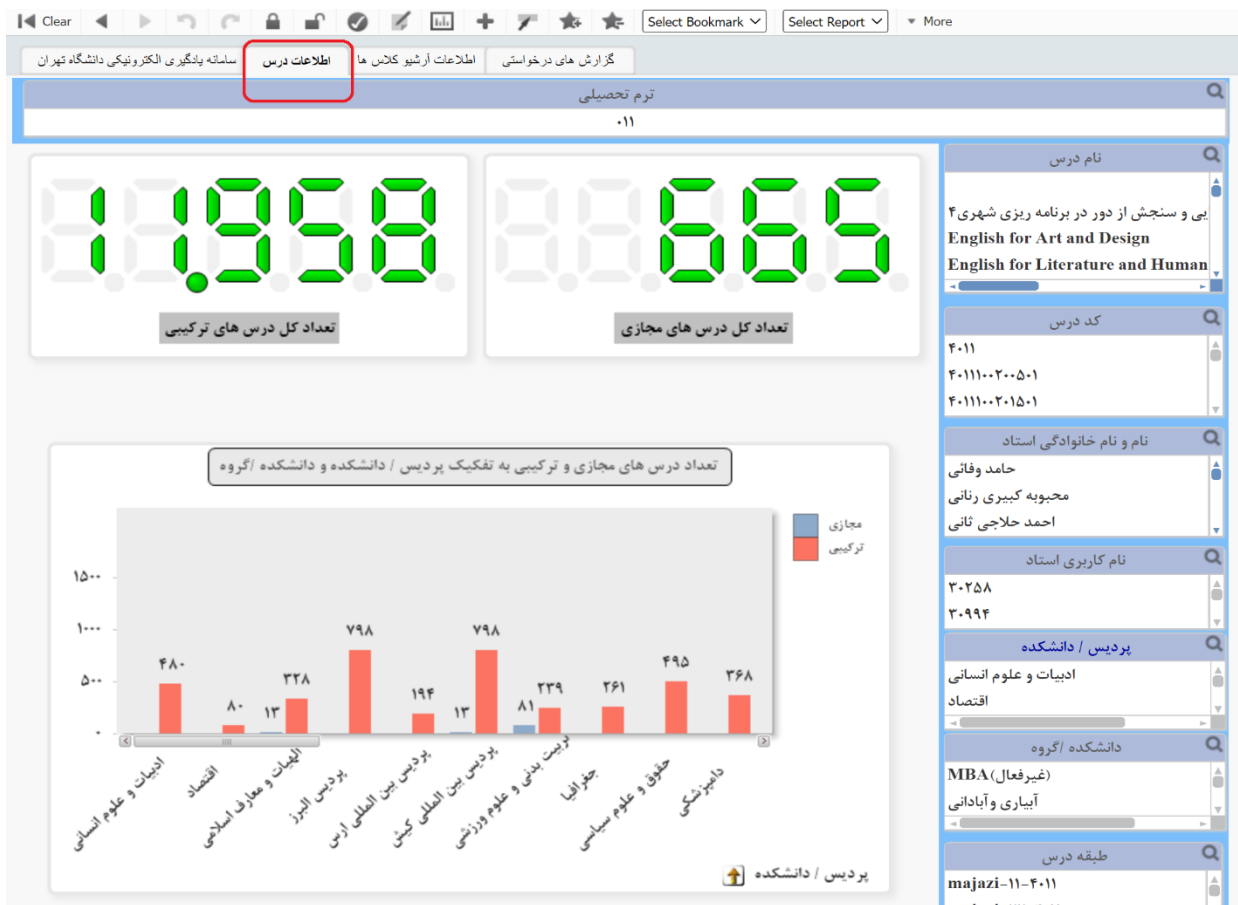 Clear Select Bookmark Select Report More
سامانه یادگیری الکترونیکی دانشگاه تهران
اطلاعات درس
اطلاعات آرشیو کلاس ها
گزارش های درخواستی
ترم تحصیلی
۰۱۱
11,958
تعداد کل درس های ترکیبی
665
تعداد کل درس های مجازی
نام درس
یی و سنجش از دور در برنامه ریزی شهری۴
English for Art and Design
English for Literature and Human
کد درس
۴۰۱۱
۴۰۱۱۱۰۰۲۰۰۵۰۱
۴۰۱۱۱۰۰۲۰۱۵۰۱
نام و نام خانوادگی استاد
حامد وفائی
محبوبه کبیری رنانی
احمد حلاجی ثانی
نام کاربری استاد
۳۰۲۵۸
۳۰۹۹۴
پردیس / دانشکده
ادبیات و علوم انسانی
اقتصاد
دانشکده /گروه
MBA(غیرفعال)
آبیاری وآبادانی
طبقه درس
majazi-۱۱-۴۰۱۱
تعداد درس های مجازی و ترکیبی به تفکیک پردیس / دانشکده و دانشکده /گروه
مجازی
ترکیبی
۱۵۰۰
۱۰۰۰
۵۰۰
۰
۴۸۰
۸۰
۱۳
۳۲۸
۷۹۸
۱۹۴
۱۳
۷۹۸
۸۱
۲۳۹
۲۶۱
۴۹۵
۳۶۸
ادبیات و علوم انسانی
اقتصاد
الهیات و معارف اسلامی
پردیس البرز
پردیس بین المللی ارس
پردیس بین المللی کیش
تربیت بدنی و علوم ورزشی
جغرافیا
حقوق و علوم سیاسی
دامپزشکی
پردیس / دانشکده